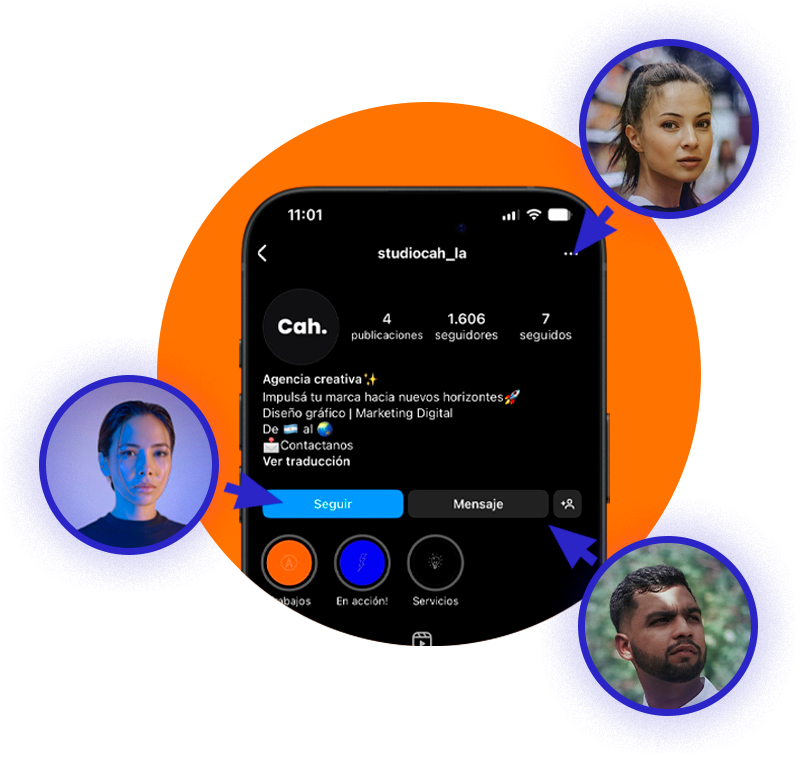 11:01
studiocah_la
Cah.
4 1.606 7
publicaciones seguidores seguidos
Agencia creativa✨
Impulsá tu marca hacia nuevos horizontes🚀
Diseño gráfico | Marketing Digital
De 🇦🇷 al 🌏
📩Contactanos
Ver traducción
Seguir Mensaje
A
abajos En acción! Servicios